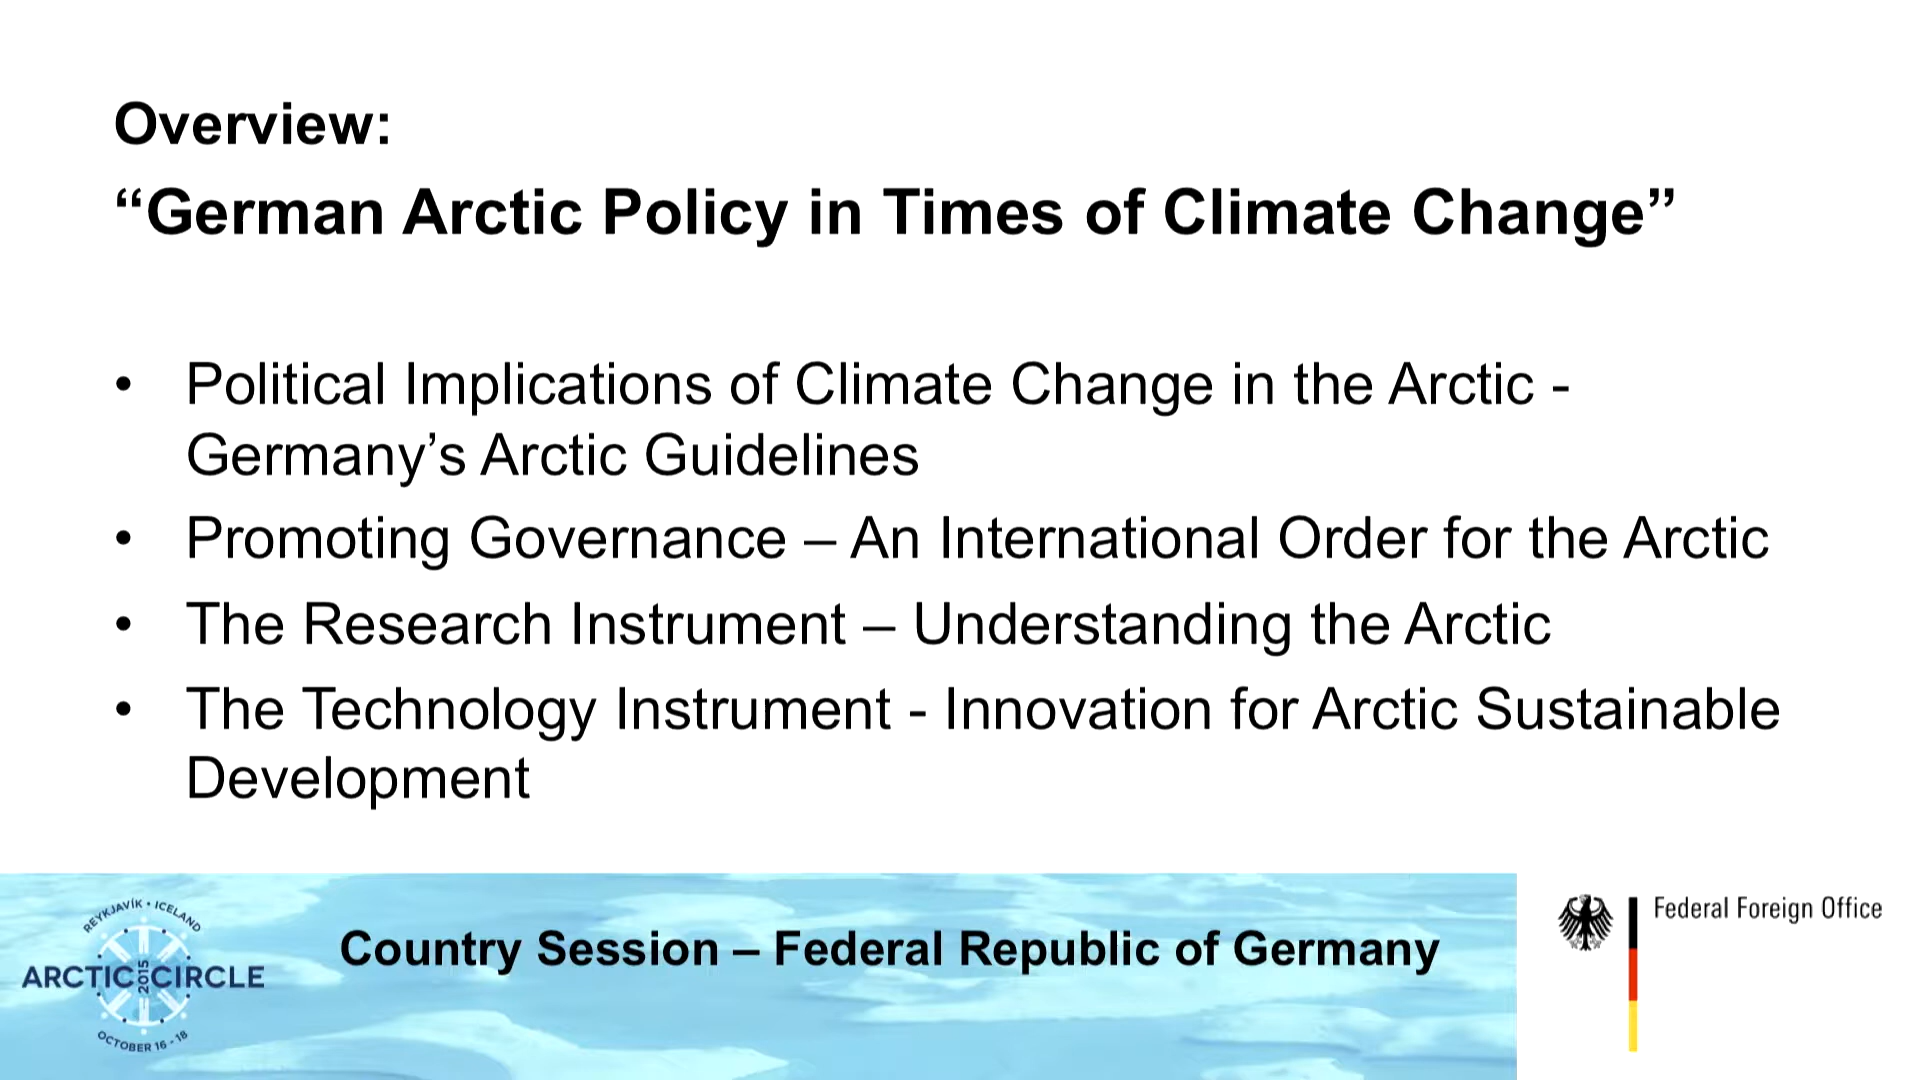 Overview:
“German Arctic Policy in Times of Climate Change”
• Political Implications of Climate Change in the Arctic -
Germany’s Arctic Guidelines
• Promoting Governance – An International Order for the Arctic
• The Research Instrument – Understanding the Arctic
• The Technology Instrument - Innovation for Arctic Sustainable
Development
REYKJAVÍK • ICELAND
ARCTIC 2015 CIRCLE
OCTOBER 16 - 18
Country Session – Federal Republic of Germany
Federal Foreign Office